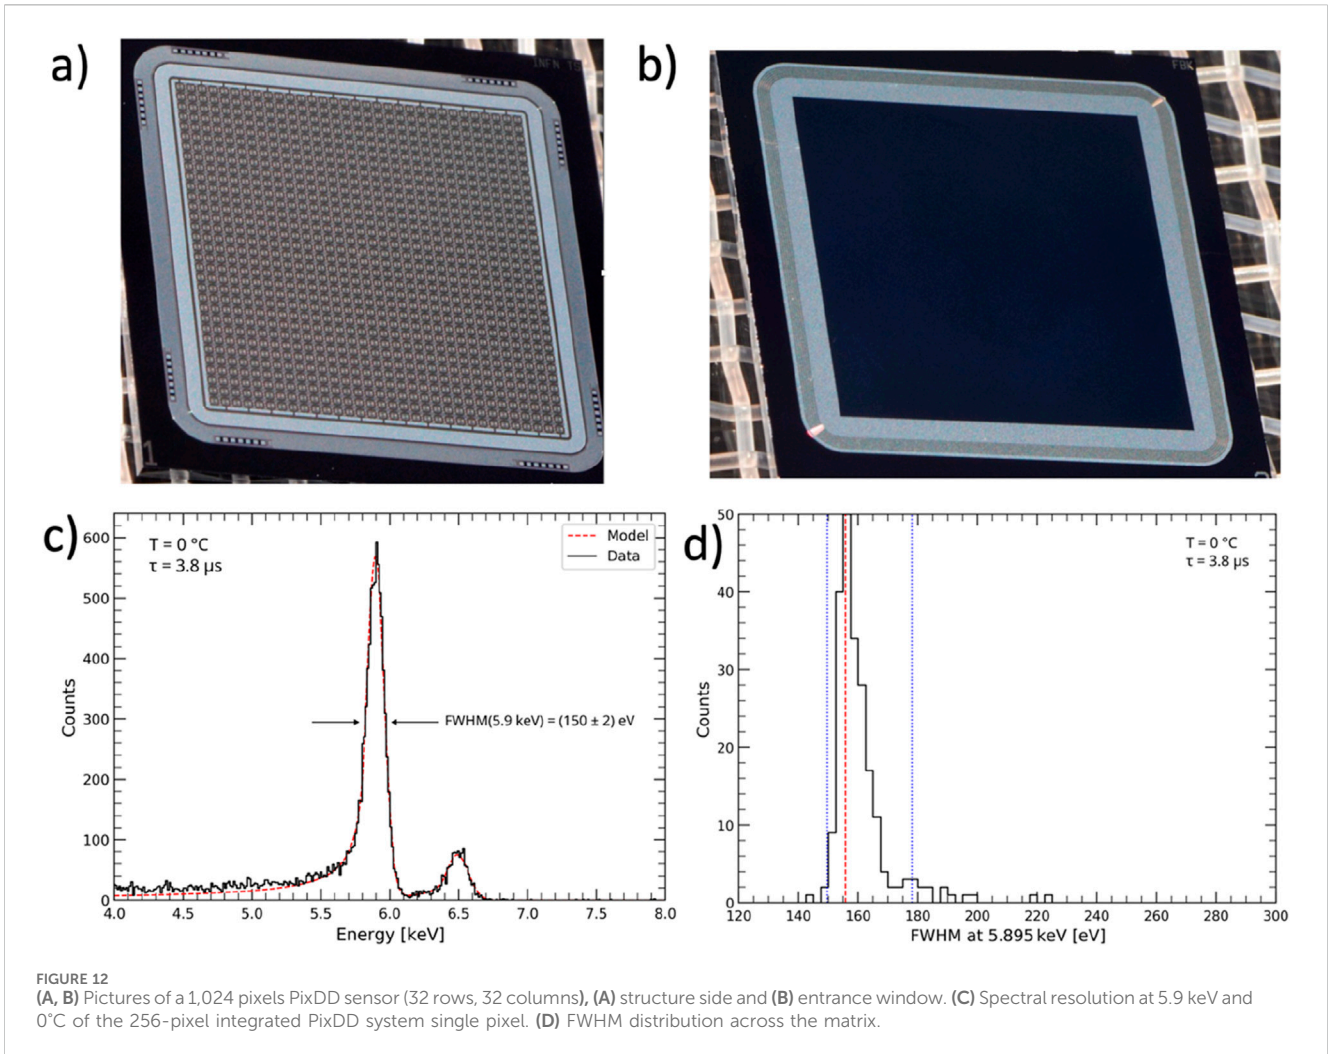 a)
INFN
1
b)
FBK
c)
T = 0 °C
τ = 3.8 μs
Model
Data
600
500
400
300
200
100
0
Counts
FWHM(5.9 keV) = (150 ± 2) eV
4.0 4.5 5.0 5.5 6.0 6.5 7.0 7.5 8.0
Energy [keV]
d)
T = 0 °C
τ = 3.8 μs
50
40
30
20
10
0
Counts
120 140 160 180 200 220 240 260 280 300
FWHM at 5.895 keV [eV]
FIGURE 12
(A, B) Pictures of a 1,024 pixels PixDD sensor (32 rows, 32 columns), (A) structure side and (B) entrance window. (C) Spectral resolution at 5.9 keV and
0°C of the 256-pixel integrated PixDD system single pixel. (D) FWHM distribution across the matrix.